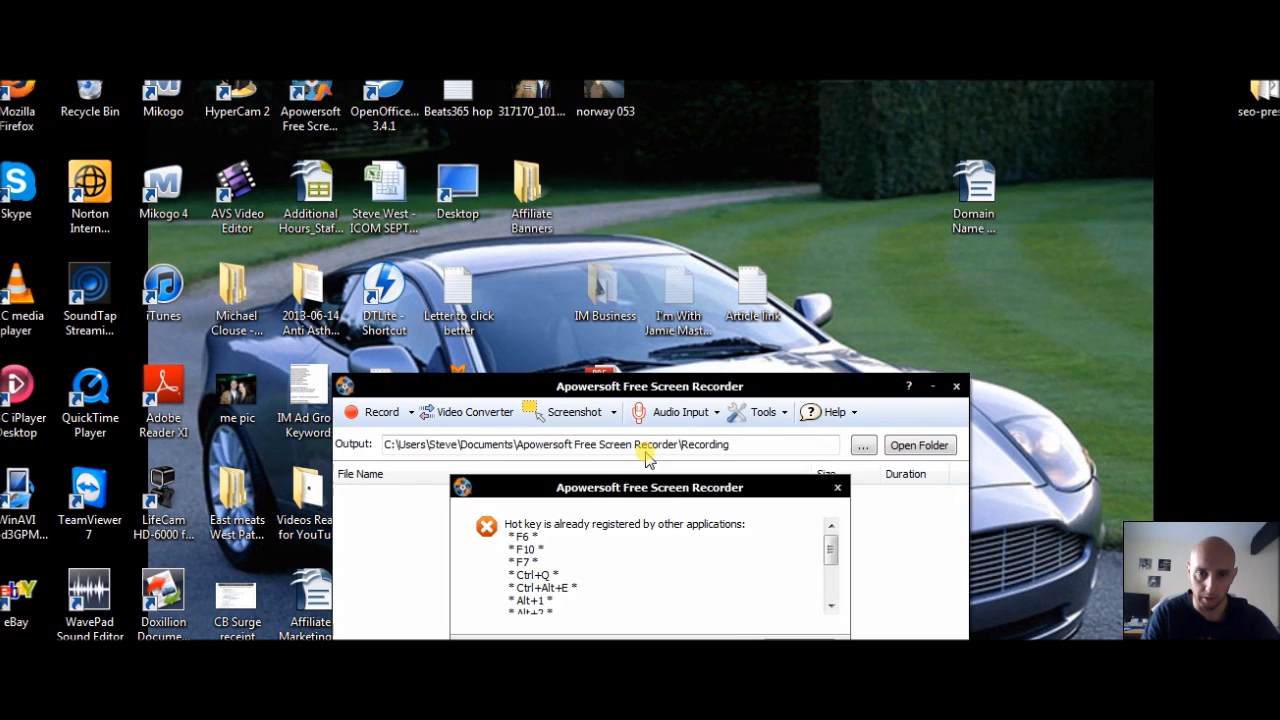 Mozilla
Firefox
Recycle Bin
Mikogo
HyperCam 2
Apowersoft
Free Scre...
OpenOffice...
3.4.1
Beats365 hop
317170_101...
norway 053
seo-pres
Skype
Norton
Intern...
Mikogo 4
AVS Video
Editor
Additional
Hours_Staf...
Steve West -
ICOM SEPT...
Desktop
Affiliate
Banners
Domain
Name ...
C media
player
SoundTap
Streami...
iTunes
Michael
Clouse -...
2013-06-14
Anti Asth...
DTLite -
Shortcut
Letter to click
better
IM Business
I'm With
Jamie Mast...
Article link
C iPlayer
Desktop
QuickTime
Player
Adobe
Reader XI
me pic
IM Ad Gro
Keyword
WinAVI
d3GPM...
TeamViewer
7
LifeCam
HD-6000 f...
East meats
West Pat...
Videos Rea
for YouTu
eBay
WavePad
Sound Editor
Doxillion
Docume...
CB Surge
receipt
Affiliate
Marketing
Apowersoft Free Screen Recorder
Record
Video Converter
Screenshot
Audio Input
Tools
Help
Output:
C:\Users\Steve\Documents\Apowersoft Free Screen Recorder\Recording
...
Open Folder
File Name
Size
Duration
Apowersoft Free Screen Recorder
Hot key is already registered by other applications:
* F6 *
* F10 *
* F7 *
* Ctrl+Q *
* Ctrl+Alt+E *
* Alt+1 *
* Alt+2 *